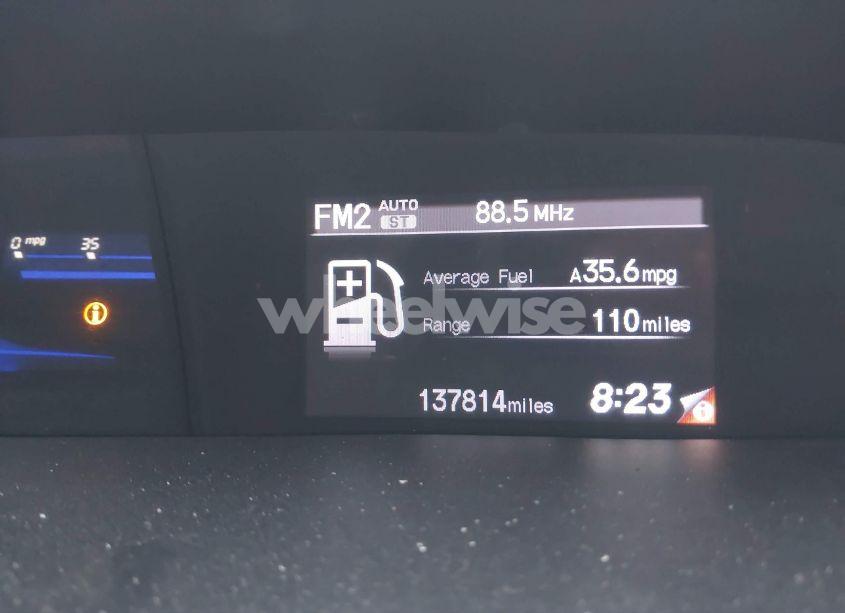 FM2 AUTO ST 88.5 MHz
0 mpg 35
Average Fuel A35.6mpg
wheelwise
Range 110miles
137814miles 8:23